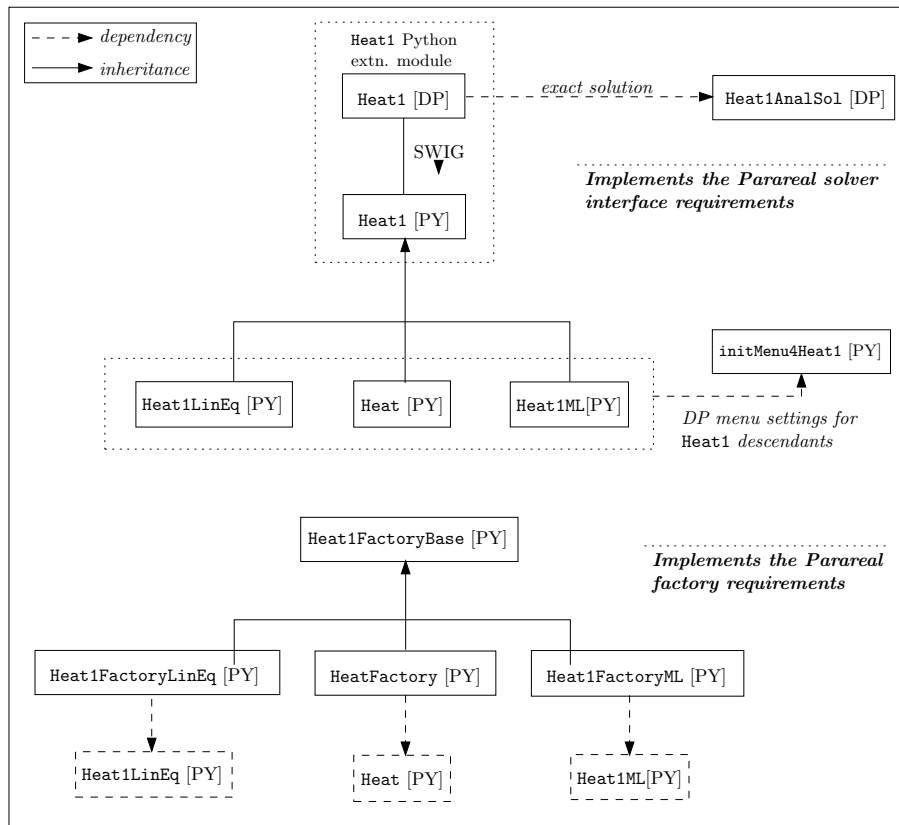 dependency
inheritance
Heat1 Python
extn. module
Heat1 [DP]
exact solution
Heat1AnalSol [DP]
SWIG
Implements the Parareal solver
interface requirements
Heat1 [PY]
initMenu4Heat1 [PY]
Heat1LinEq [PY]
Heat [PY]
Heat1ML[PY]
DP menu settings for
Heat1 descendants
Heat1FactoryBase [PY]
Implements the Parareal
factory requirements
Heat1FactoryLinEq [PY]
HeatFactory [PY]
Heat1FactoryML [PY]
Heat1LinEq [PY]
Heat [PY]
Heat1ML[PY]